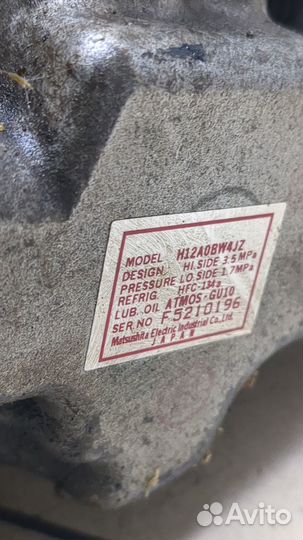 MODEL H12A0BW4JZ
DESIGN. HI.SIDE 3.5MPa
PRESSURE LO.SIDE 1.7MPa
REFRIG. HFC-134a
LUB. OIL ATMOS-GU10
SER NO F5210196
Matsushita Electric Industrial Co.,Ltd.
JAPAN
Avito